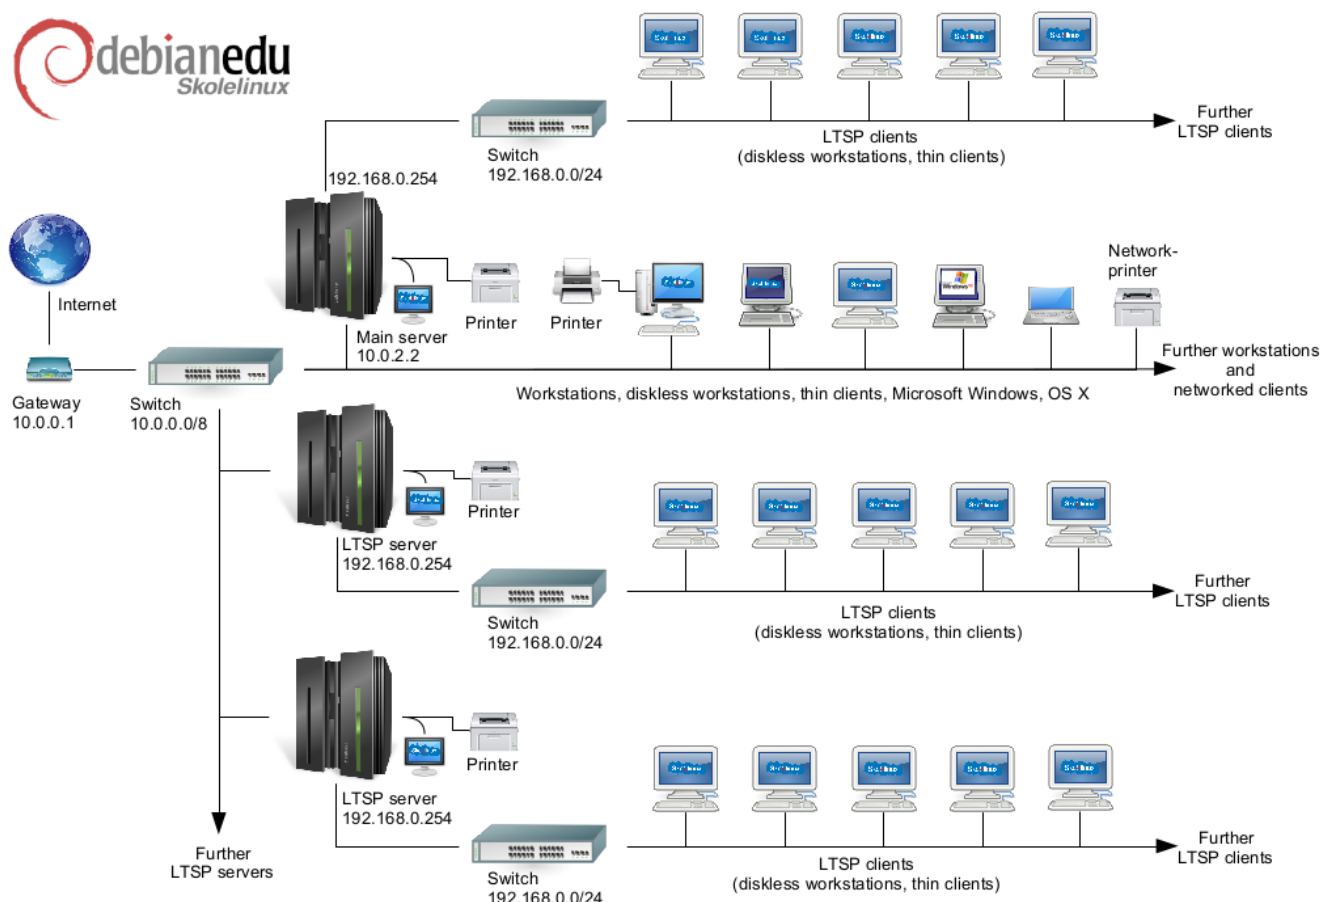 debianedu
Skolelinux
Switch
192.168.0.0/24
LTSP clients
(diskless workstations, thin clients)
Further
LTSP clients
192.168.0.254
Internet
Main server
10.0.2.2
Printer
Printer
Network-
printer
Gateway
10.0.0.1
Switch
10.0.0.0/8
Workstations, diskless workstations, thin clients, Microsoft Windows, OS X
Further workstations
and
networked clients
Printer
LTSP server
192.168.0.254
Switch
192.168.0.0/24
LTSP clients
(diskless workstations, thin clients)
Further
LTSP clients
Printer
LTSP server
192.168.0.254
Switch
192.168.0.0/24
LTSP clients
(diskless workstations, thin clients)
Further
LTSP clients
Further
LTSP servers